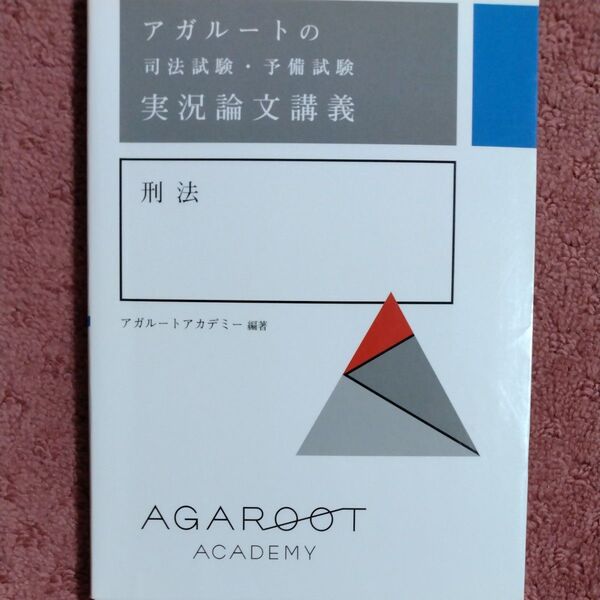 アガルートの
司法試験・予備試験
実況論文講義
刑法
アガルートアカデミー 編著
AGAROOT
ACADEMY